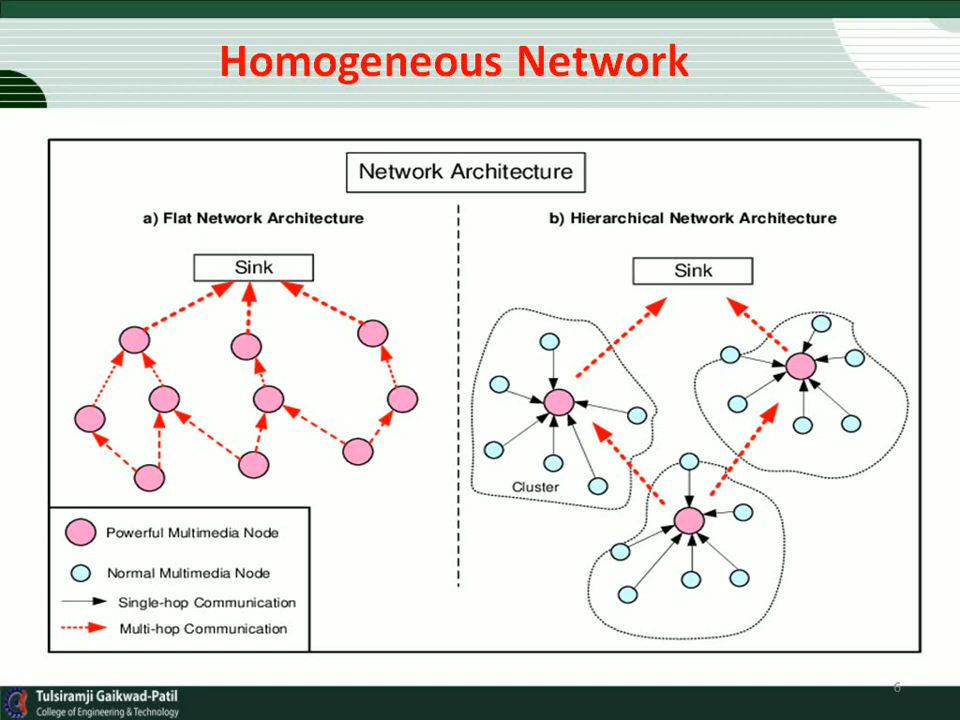 Homogeneous Network
Network Architecture
a) Flat Network Architecture
b) Hierarchical Network Architecture
Sink
Sink
Cluster
Powerful Multimedia Node
Normal Multimedia Node
Single-hop Communication
Multi-hop Communication
6
Tulsiramji Gaikwad-Patil
College of Engineering & Technology